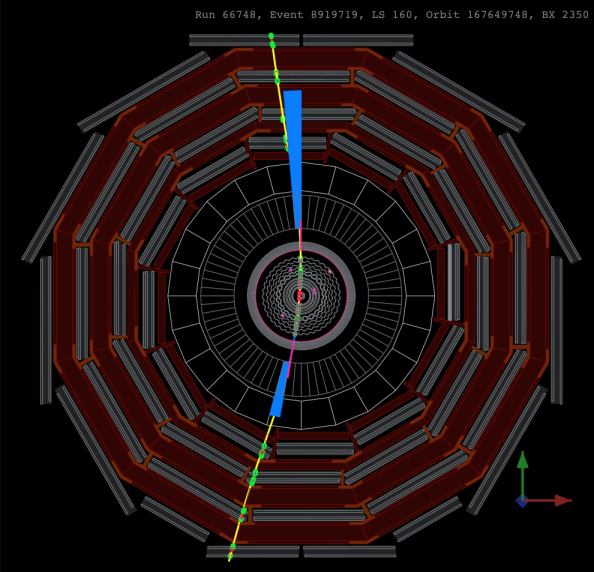 Run 66748, Event 8919719, LS 160, Orbit 167649748, BX 2350